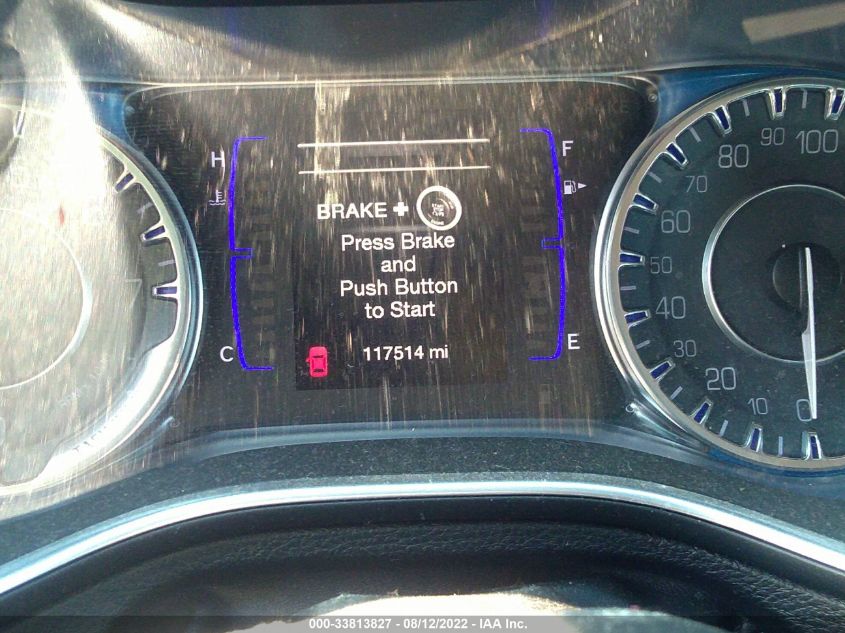 H
F
BRAKE +
Press Brake
and
Push Button
to Start
C
E
117514 mi
0
10
20
30
40
50
60
70
80
90
100
000-33813827 - 08/12/2022 - IAA Inc.